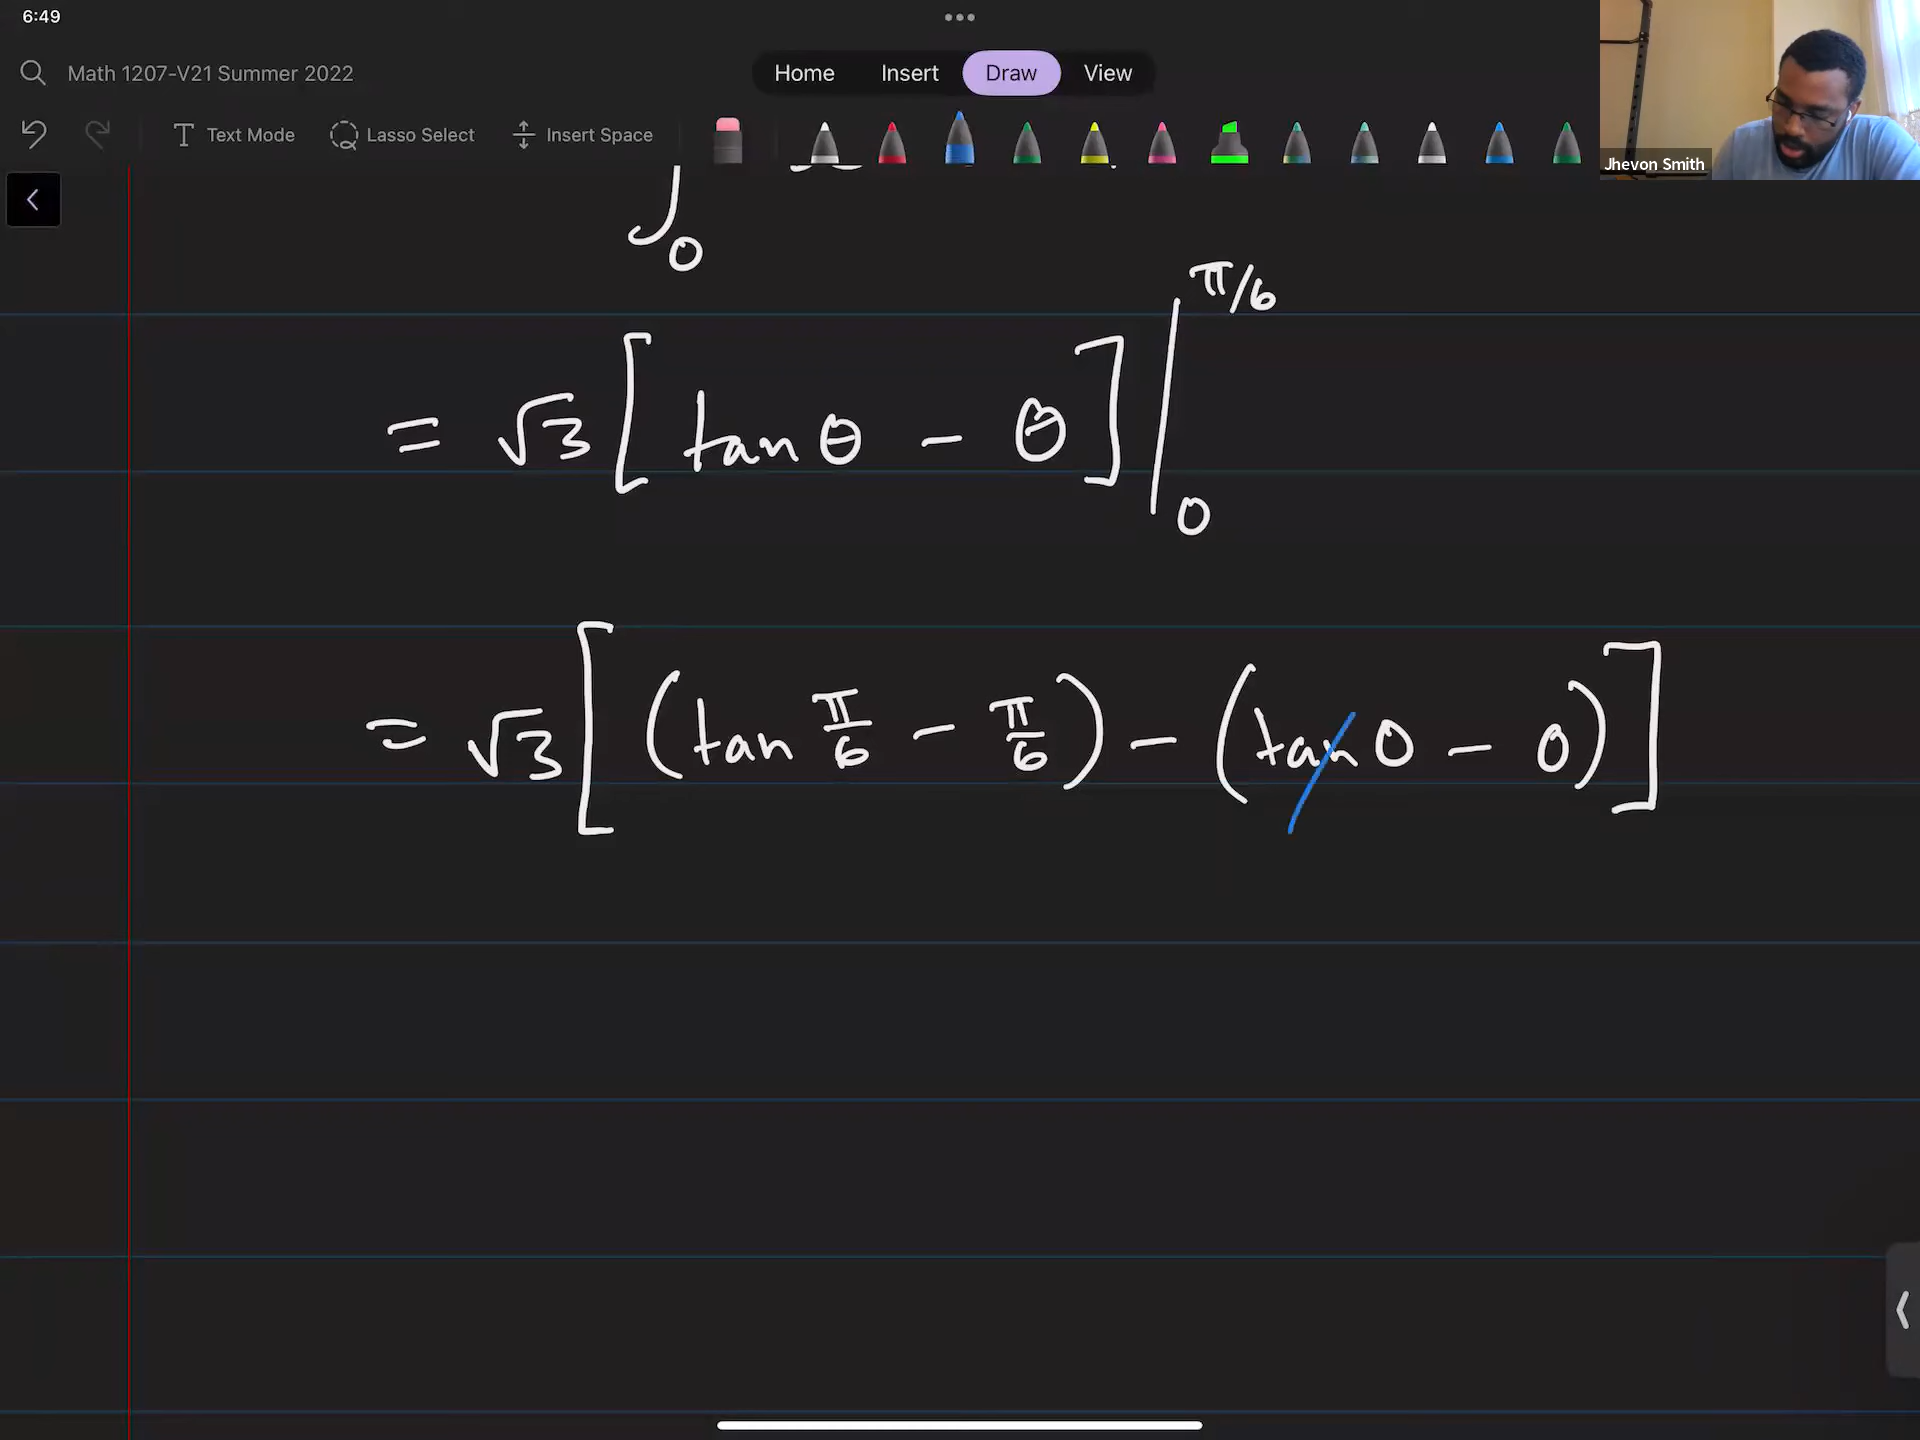 6:49
Math 1207-V21 Summer 2022
Home Insert Draw View
Text Mode Lasso Select Insert Space
Jhevon Smith
∫₀
= √3 [ tan θ − θ ] |₀^π/6
= √3 [ (tan π/6 − π/6) − (tan 0 − 0) ]